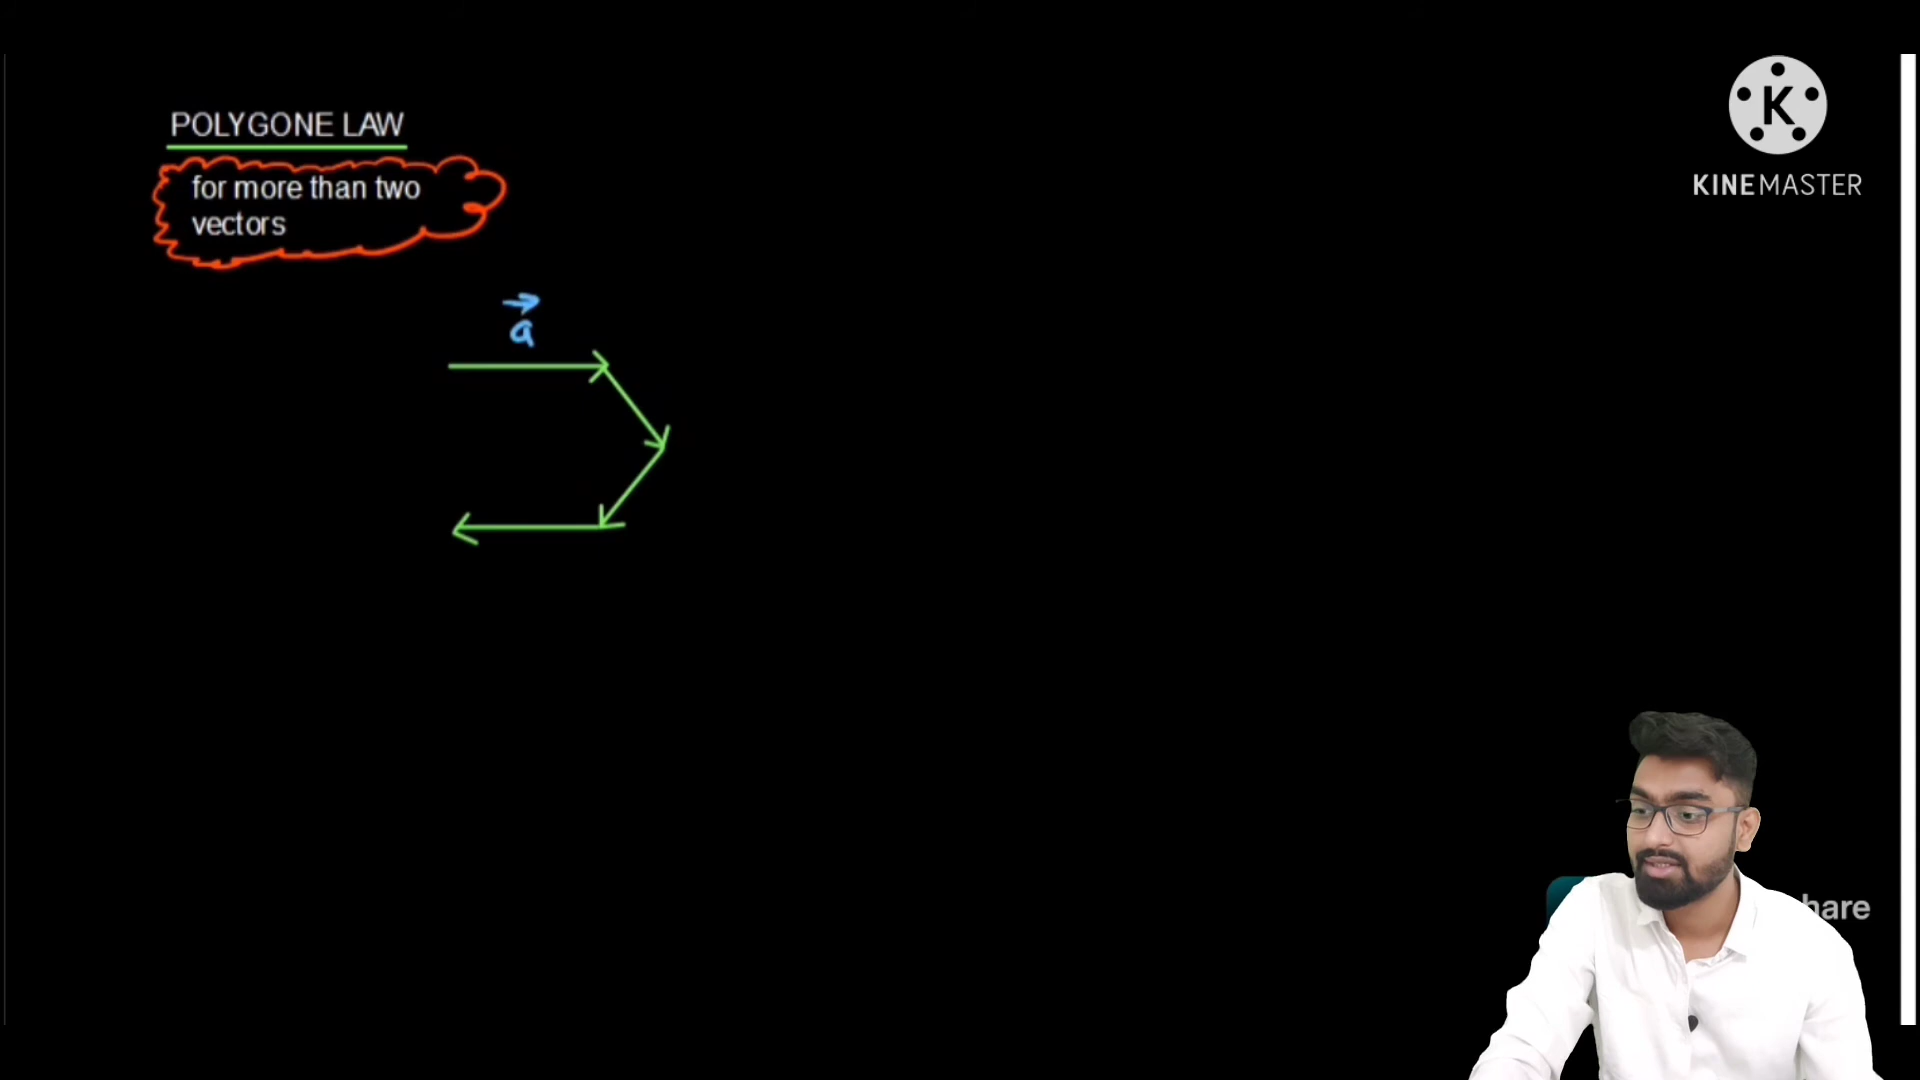 POLYGONE LAW
for more than two
vectors
a
K
KINEMASTER
hare